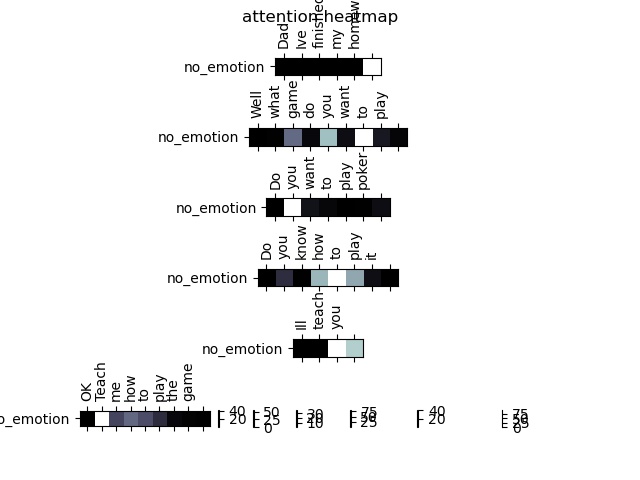 attention heatmap
Dad Ive finished my
no_emotion
Well what game do you want to play
no_emotion
Do you want to play poker
no_emotion
Do you know how to play it
no_emotion
Ill teach you
no_emotion
OK Teach me how to play the game
o_emotion
40 50 30 75 40 75
20 25 20 50 20 50
0 10 25 25
0